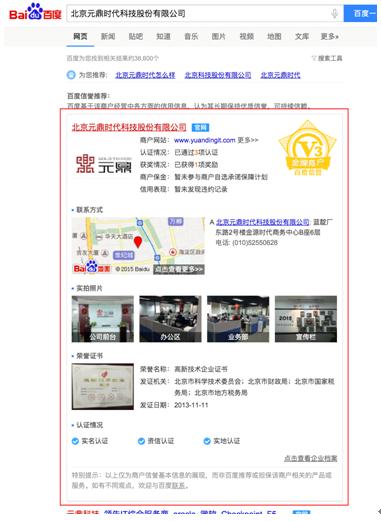 Bai du 百度
北京元鼎时代科技股份有限公司
百度一
网页 新闻 贴吧 知道 音乐 图片 视频 地图 文库 更多»
百度为您找到相关结果约38,600个
搜索工具
为您推荐: 北京元鼎时代怎么样 北京科技股份有限公司 北京元鼎时代
百度信誉推荐:
百度基于该商户经营中各方面的信用信息,认为其长期保持优质信誉,可持续信赖。
北京元鼎时代科技股份有限公司 官网
商户网站: www.yuandingit.com 更多>>
认证情况: 已通过3项认证
获奖情况: 已获得1项奖励
商户保金: 暂未参与商户自选承诺保障计划
信用表现: 暂未发现违约记录
元鼎
V3
金牌商户
百度信誉
联系方式
华天大酒店
世纪城
万柳
海淀区政府
Bai du 百度 © 2015 Baidu 点击查看更多>>
A 北京元鼎时代科技股份有限公司: 蓝靛厂
东路2号楼金源时代商务中心B座6层
电话: (010)52550628
实拍照片
公司前台 办公区 业务部 宣传栏
荣誉证书
荣誉名称: 高新技术企业证书
发证机关: 北京市科学技术委员会; 北京市财政局; 北京市国家税
务局; 北京市地方税务局
发证日期: 2013-11-11
认证情况
实名认证 资信认证 实地认证
点击查看企业档案
特别提示: 以上仅为商户信誉基本信息的展现,而非百度推荐或担保该商户相关的产品或
服务。如有不同观点,欢迎与百度联系。